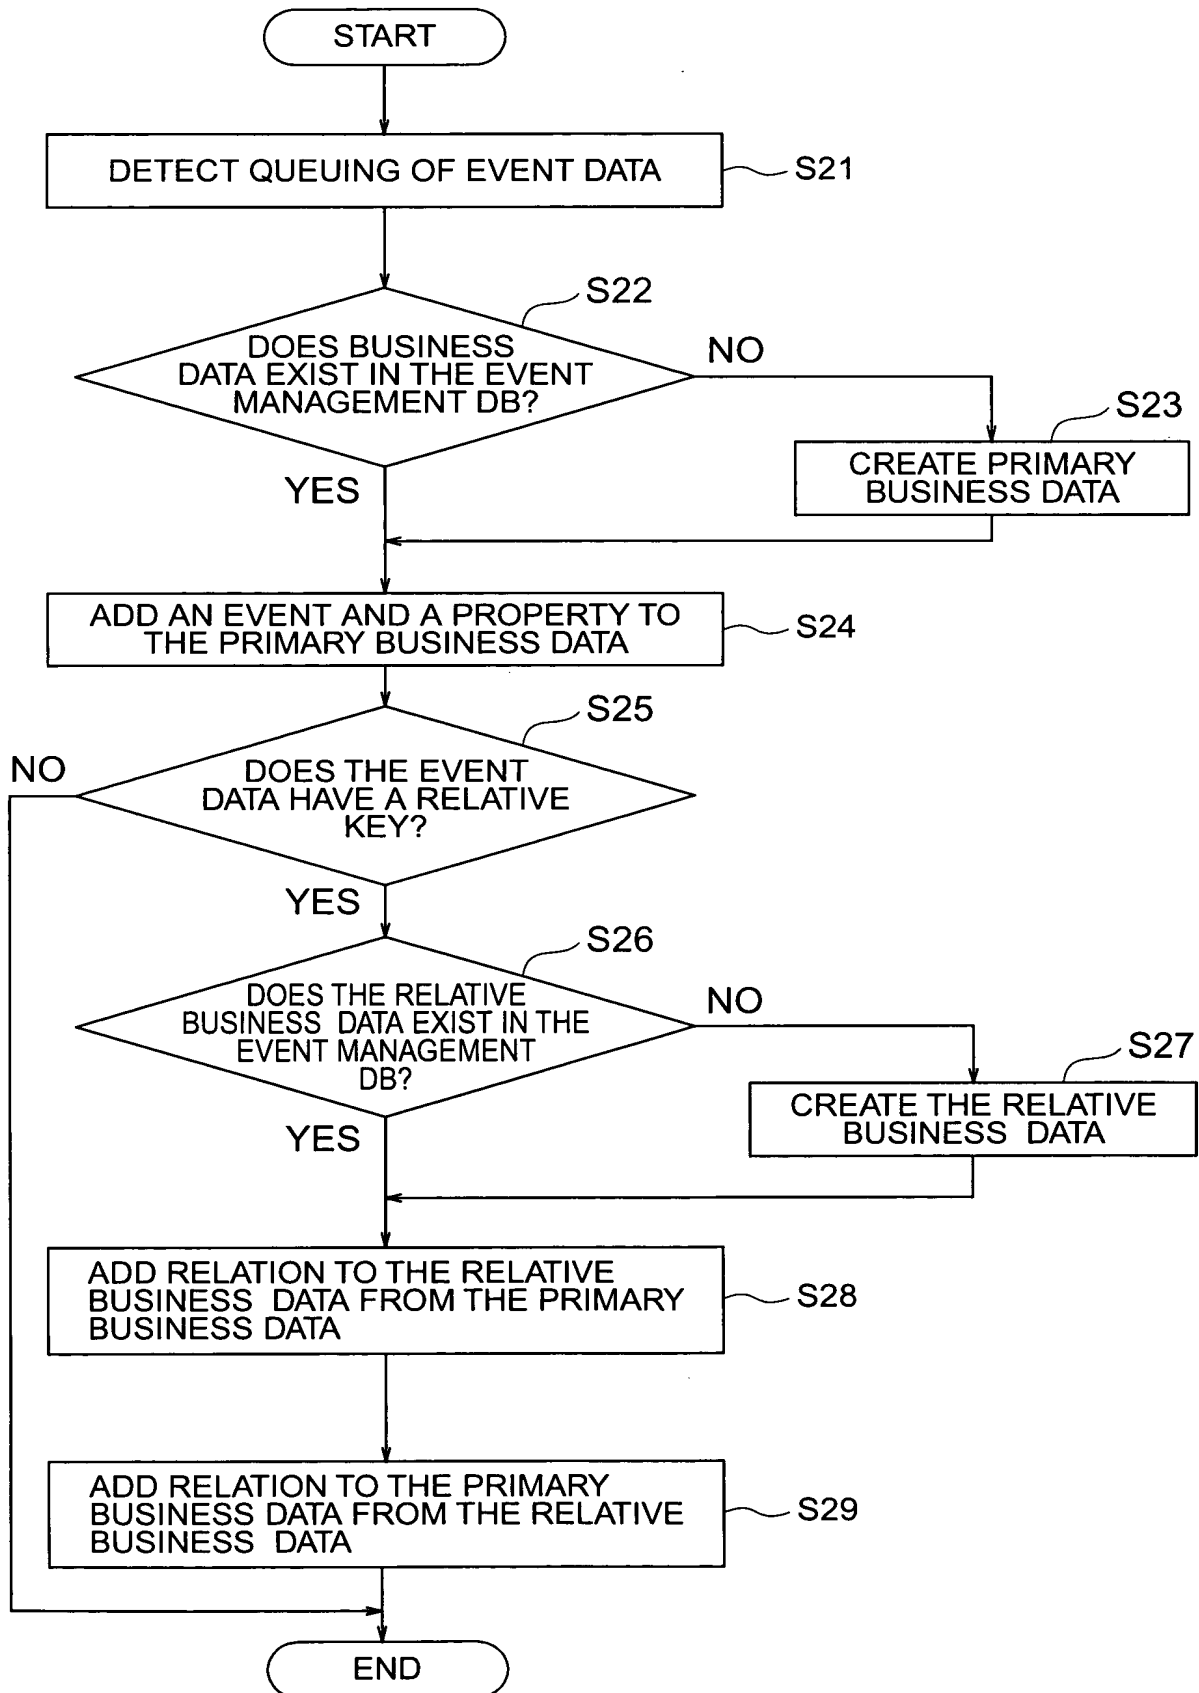 START
DETECT QUEUING OF EVENT DATA
S21
S22
DOES BUSINESS
DATA EXIST IN THE EVENT
MANAGEMENT DB?
NO
YES
S23
CREATE PRIMARY
BUSINESS DATA
ADD AN EVENT AND A PROPERTY TO
THE PRIMARY BUSINESS DATA
S24
S25
NO
DOES THE EVENT
DATA HAVE A RELATIVE
KEY?
YES
S26
DOES THE RELATIVE
BUSINESS DATA EXIST IN THE
EVENT MANAGEMENT
DB?
NO
YES
S27
CREATE THE RELATIVE
BUSINESS DATA
ADD RELATION TO THE RELATIVE
BUSINESS DATA FROM THE PRIMARY
BUSINESS DATA
S28
ADD RELATION TO THE PRIMARY
BUSINESS DATA FROM THE RELATIVE
BUSINESS DATA
S29
END